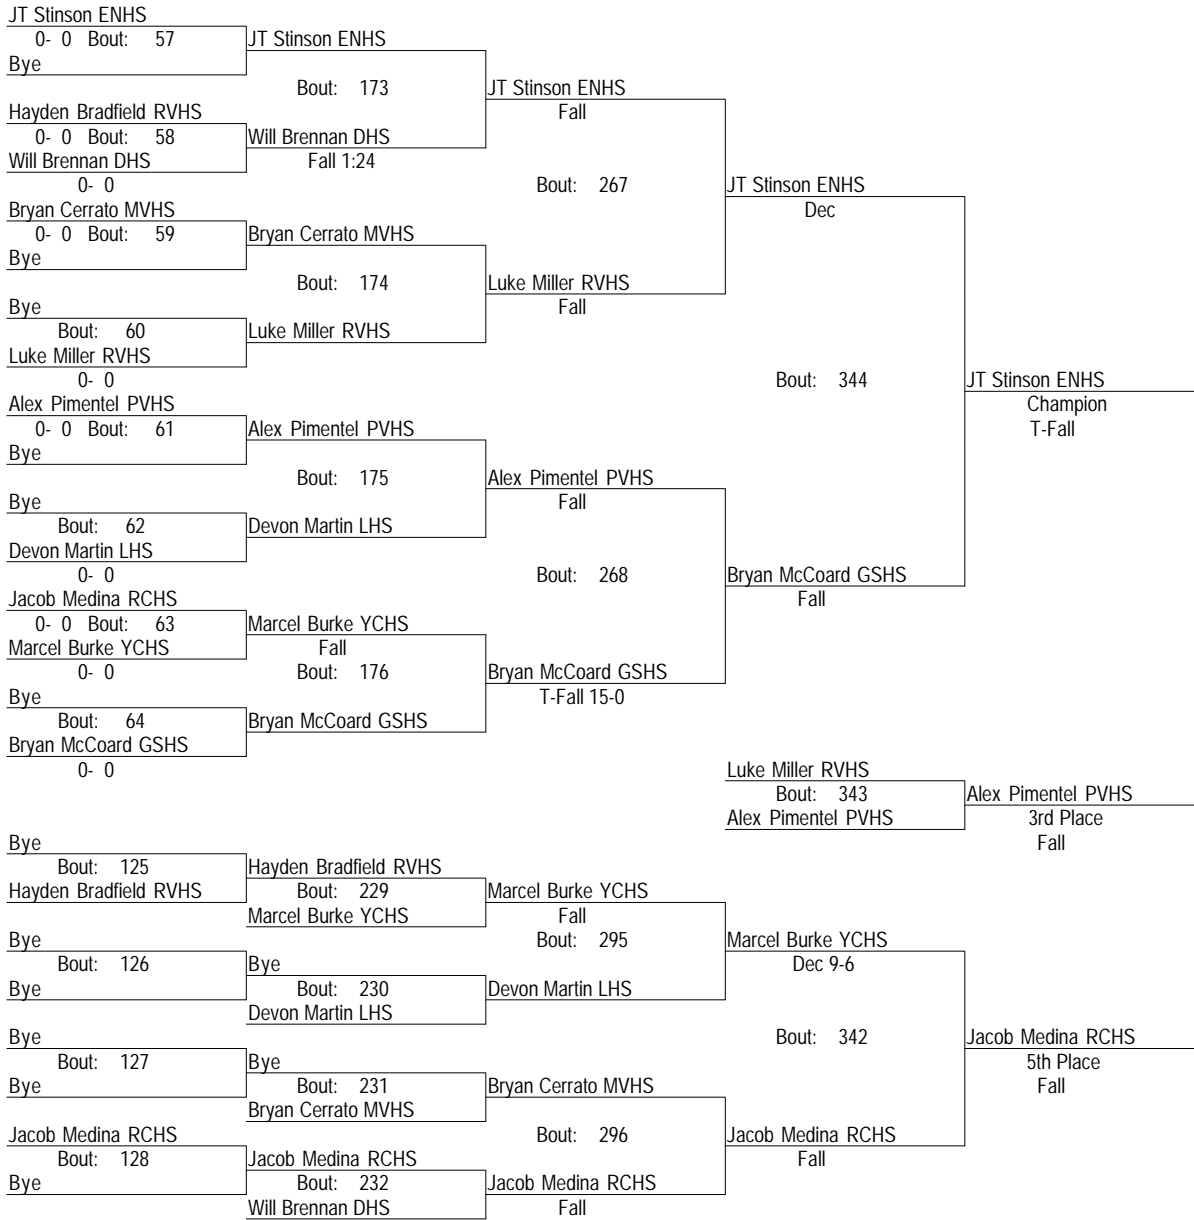 JT Stinson ENHS
0- 0 Bout: 57 JT Stinson ENHS
Bye
Bout: 173 JT Stinson ENHS
Hayden Bradfield RVHS Fall
0- 0 Bout: 58 Will Brennan DHS
Will Brennan DHS Fall 1:24
0- 0 Bout: 267 JT Stinson ENHS
Bryan Cerrato MVHS Dec
0- 0 Bout: 59 Bryan Cerrato MVHS
Bye
Bout: 174 Luke Miller RVHS
Bye Fall
Bout: 60 Luke Miller RVHS
Luke Miller RVHS
0- 0 Bout: 344 JT Stinson ENHS
Alex Pimentel PVHS Champion
0- 0 Bout: 61 Alex Pimentel PVHS T-Fall
Bye
Bout: 175 Alex Pimentel PVHS
Bye Fall
Bout: 62 Devon Martin LHS
Devon Martin LHS
0- 0 Bout: 268 Bryan McCoard GSHS
Jacob Medina RCHS Fall
0- 0 Bout: 63 Marcel Burke YCHS
Marcel Burke YCHS Fall
0- 0 Bout: 176 Bryan McCoard GSHS
Bye T-Fall 15-0
Bout: 64 Bryan McCoard GSHS
Bryan McCoard GSHS
0- 0 Luke Miller RVHS
Bout: 343 Alex Pimentel PVHS
Alex Pimentel PVHS 3rd Place
Bye Fall
Bout: 125 Hayden Bradfield RVHS
Hayden Bradfield RVHS Bout: 229 Marcel Burke YCHS
Marcel Burke YCHS Fall
Bye Bout: 295 Marcel Burke YCHS
Bout: 126 Bye Dec 9-6
Bye Bout: 230 Devon Martin LHS
Devon Martin LHS
Bye Bout: 342 Jacob Medina RCHS
Bout: 127 Bye 5th Place
Bye Bout: 231 Bryan Cerrato MVHS Fall
Bryan Cerrato MVHS
Jacob Medina RCHS Bout: 296 Jacob Medina RCHS
Bout: 128 Jacob Medina RCHS Fall
Bye Bout: 232 Jacob Medina RCHS
Will Brennan DHS Fall